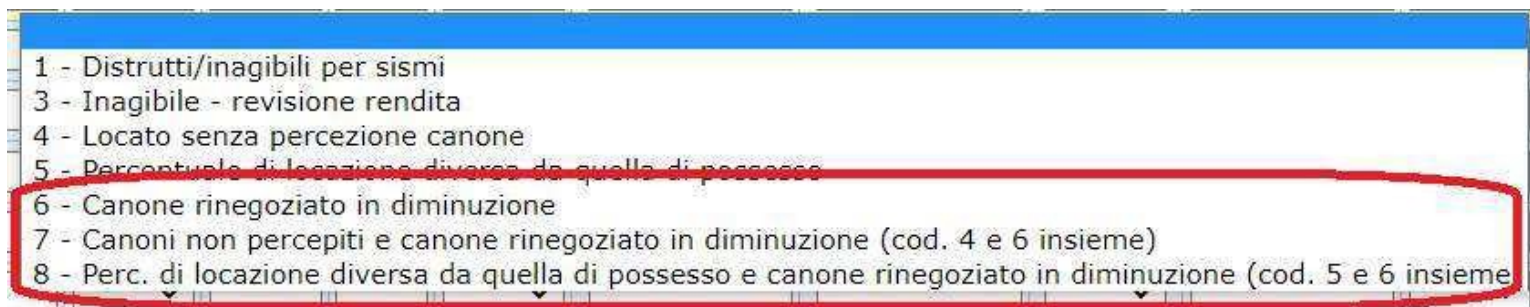 1 - Distrutti/inagibili per sismi
3 - Inagibile - revisione rendita
4 - Locato senza percezione canone
5 - Percentuale di locazione diversa da quella di possesso
6 - Canone rinegoziato in diminuzione
7 - Canoni non percepiti e canone rinegoziato in diminuzione (cod. 4 e 6 insieme)
8 - Perc. di locazione diversa da quella di possesso e canone rinegoziato in diminuzione (cod. 5 e 6 insieme